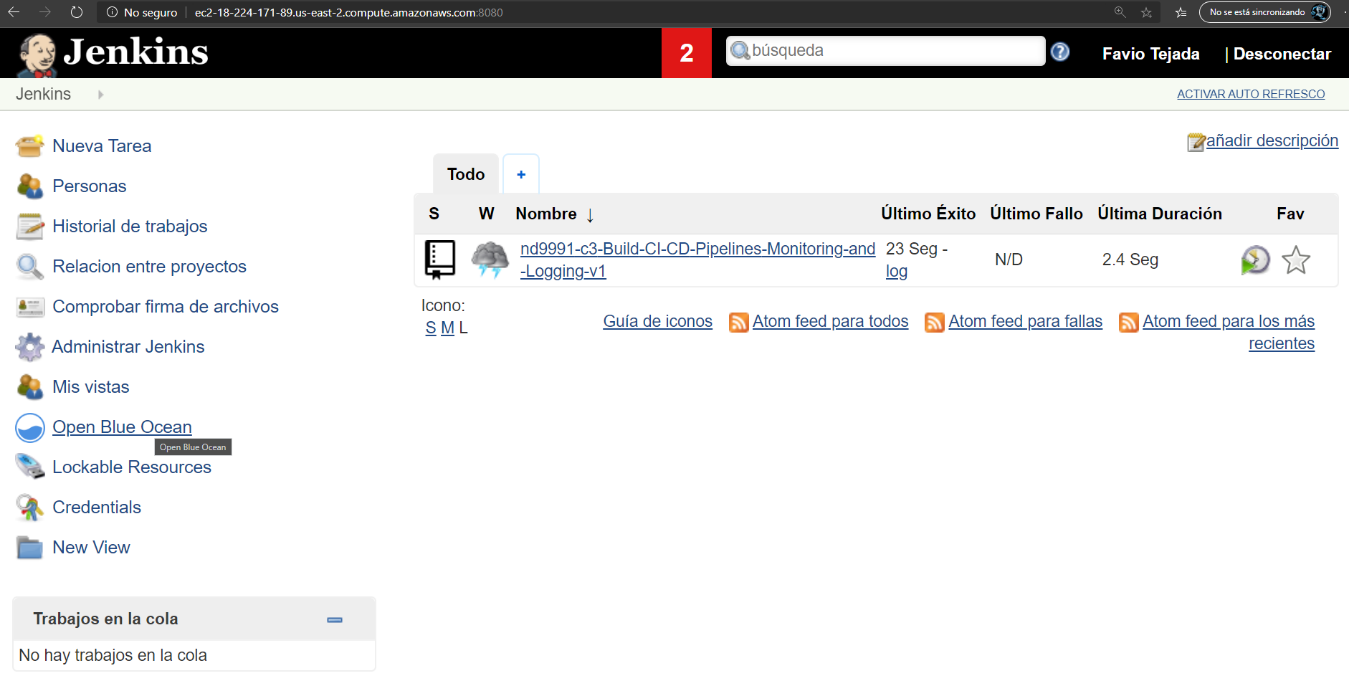 No seguro
ec2-18-224-171-89.us-east-2.compute.amazonaws.com:8080
No se está sincronizando
Jenkins
2
búsqueda
Favio Tejada
| Desconectar
Jenkins
ACTIVAR AUTO REFRESCO
Nueva Tarea
Personas
Historial de trabajos
Relacion entre proyectos
Comprobar firma de archivos
Administrar Jenkins
Mis vistas
Open Blue Ocean
Open Blue Ocean
Lockable Resources
Credentials
New View
Trabajos en la cola
No hay trabajos en la cola
añadir descripción
Todo
+
S W Nombre ↓ Último Éxito Último Fallo Última Duración Fav
nd9991-c3-Build-CI-CD-Pipelines-Monitoring-and
-Logging-v1
23 Seg -
log
N/D
2.4 Seg
Icono:
S M L
Guía de iconos
Atom feed para todos
Atom feed para fallas
Atom feed para los más
recientes